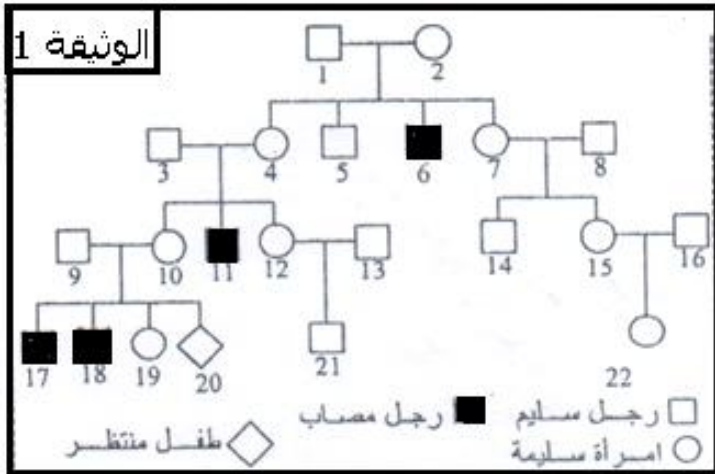 الوثيقة 1
1 2
3 4 5 6 7 8
9 10 11 12 13 14 15 16
17 18 19 20 21 22
رجل سليم
رجل مصاب
امرأة سليمة
طفل منتظر